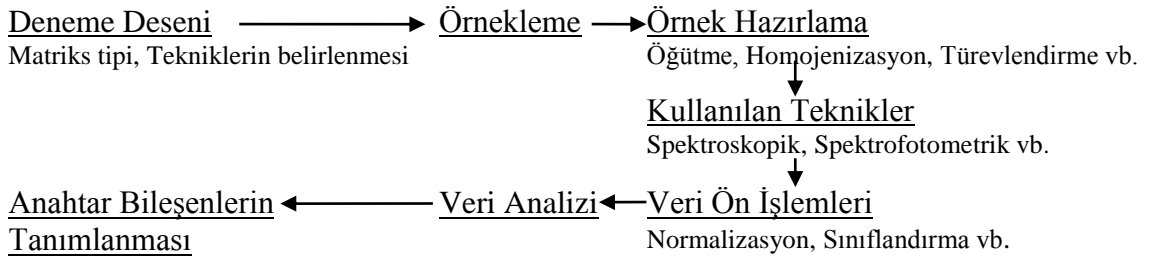 Deneme Deseni
Matriks tipi, Tekniklerin belirlenmesi
Örnekleme
Örnek Hazırlama
Öğütme, Homojenizasyon, Türevlendirme vb.
Kullanılan Teknikler
Spektroskopik, Spektrofotometrik vb.
Veri Ön İşlemleri
Normalizasyon, Sınıflandırma vb.
Veri Analizi
Anahtar Bileşenlerin
Tanımlanması